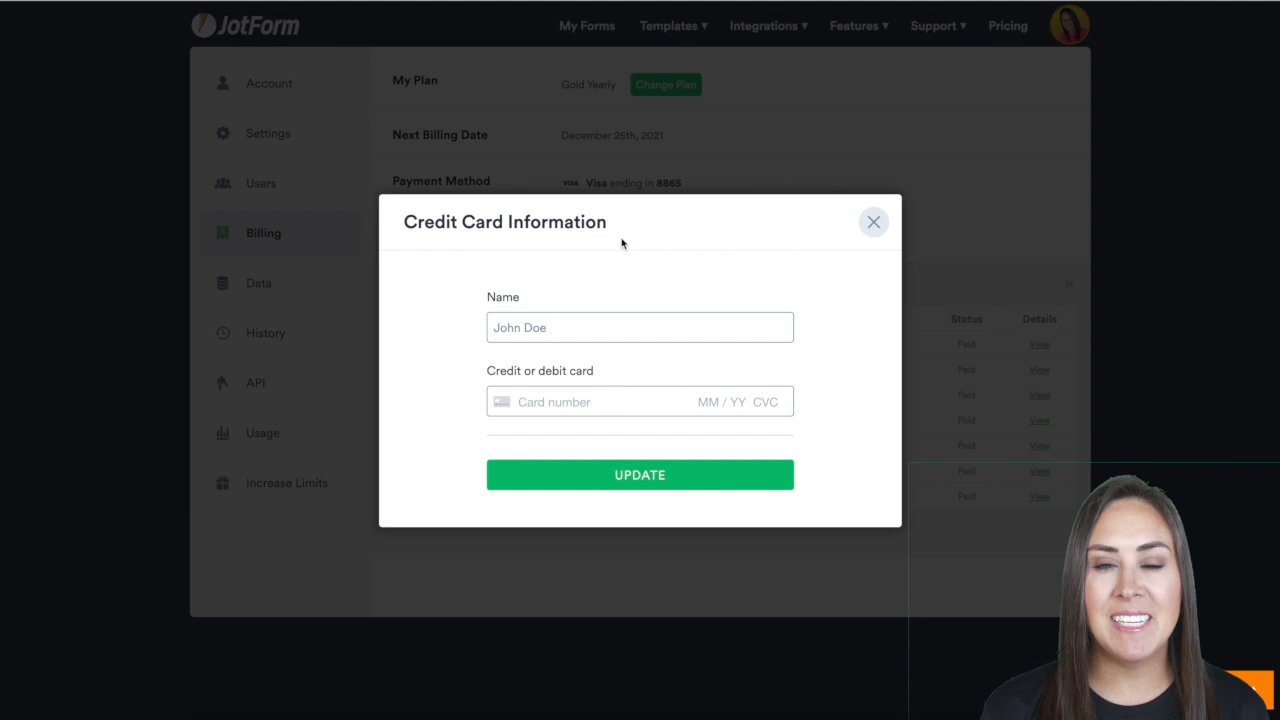 JotForm
My Forms Templates ▾ Integrations ▾ Features ▾ Support ▾ Pricing
Account
Settings
Users
Billing
Data
History
API
Usage
Increase Limits
My Plan Gold Yearly Change Plan
Next Billing Date December 25th, 2021
Payment Method VISA Visa ending in 8865
Credit Card Information
Name
John Doe
Credit or debit card
Card number MM / YY CVC
UPDATE
Status Details
Paid View
Paid View
Paid View
Paid View
Paid View
Paid View
Paid View